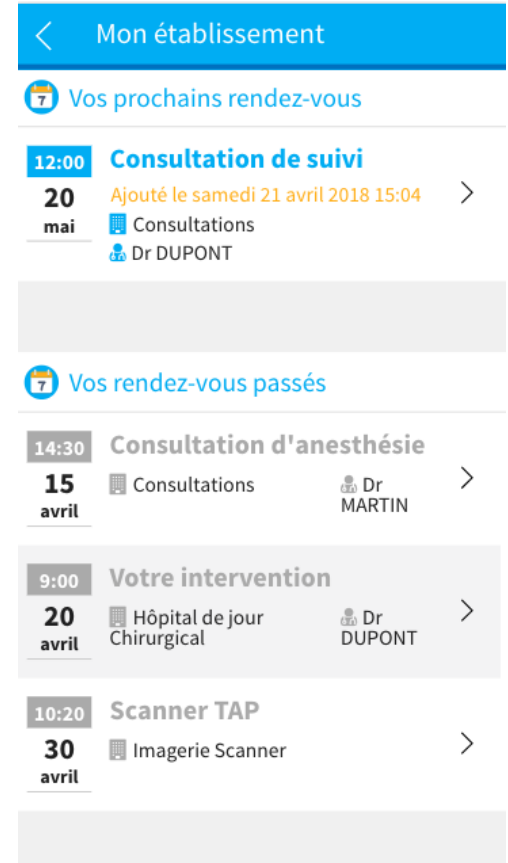 Mon établissement
7 Vos prochains rendez-vous
12:00 Consultation de suivi
20 Ajouté le samedi 21 avril 2018 15:04
mai Consultations
Dr DUPONT
7 Vos rendez-vous passés
14:30 Consultation d'anesthésie
15 Consultations Dr
avril MARTIN
9:00 Votre intervention
20 Hôpital de jour Dr
avril Chirurgical DUPONT
10:20 Scanner TAP
30 Imagerie Scanner
avril